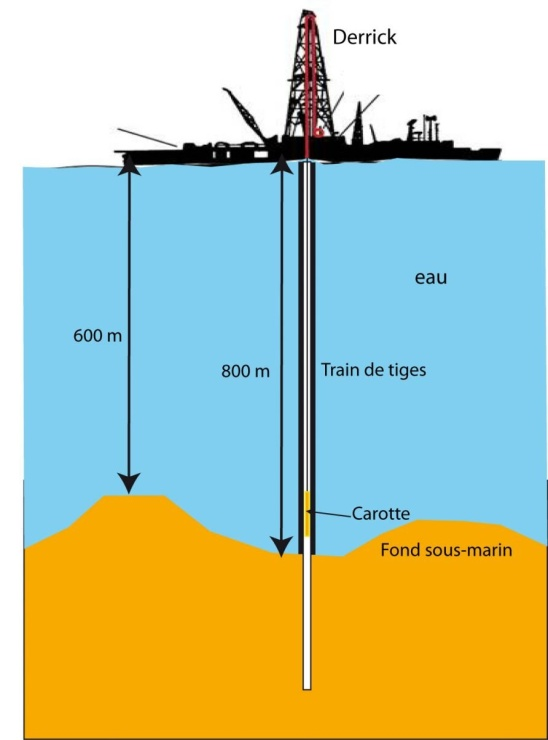 Derrick
eau
600 m
800 m
Train de tiges
Carotte
Fond sous-marin